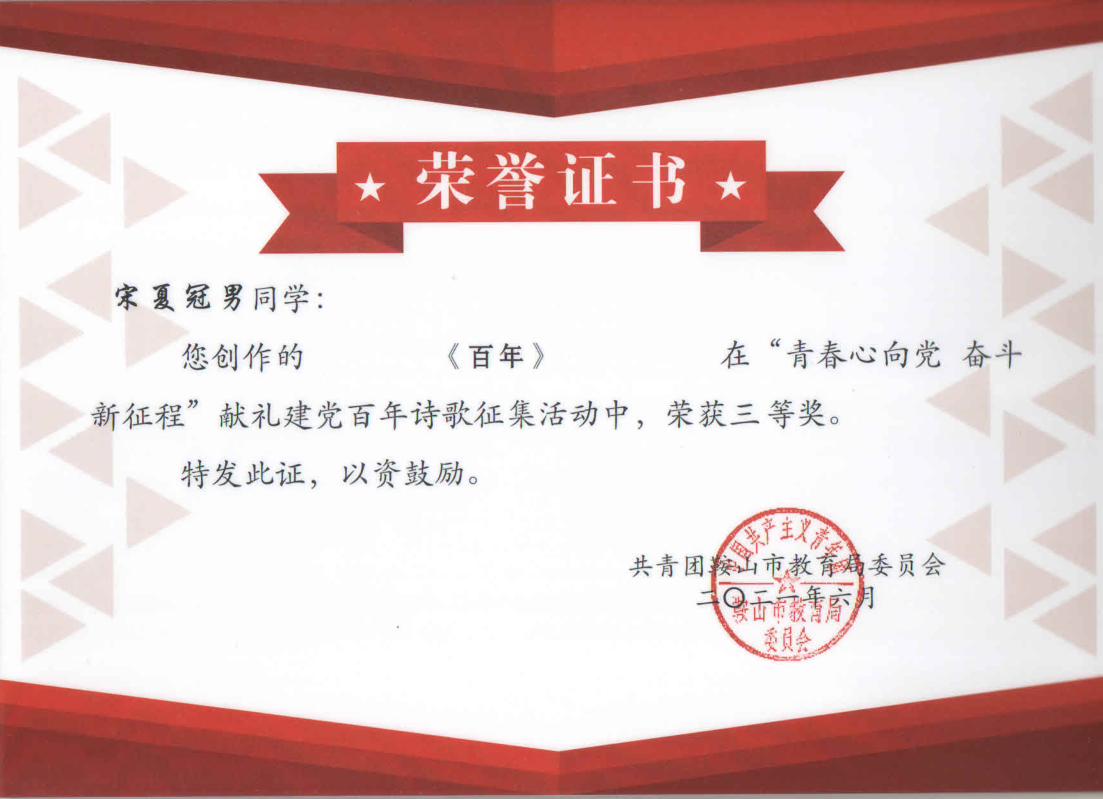 荣誉证书
宋夏冠男同学：
您创作的 《百年》 在“青春心向党 奋斗
新征程”献礼建党百年诗歌征集活动中，荣获三等奖。
特发此证，以资鼓励。
共青团鞍山市教育局委员会
二〇二一年六月
中国共产主义青年团
鞍山市教育局
委员会